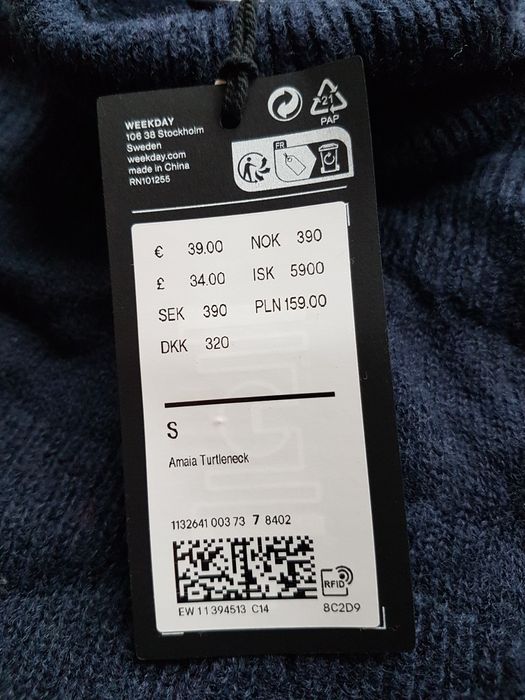 WEEKDAY
106 38 Stockholm
Sweden
weekday.com
made in China
RN101255
21
PAP
FR
€ 39.00 NOK 390
£ 34.00 ISK 5900
SEK 390 PLN 159.00
DKK 320
S
Amaia Turtleneck
1132641 003 73 7 8402
RFID
EW 11 394513 C14 8C2D9